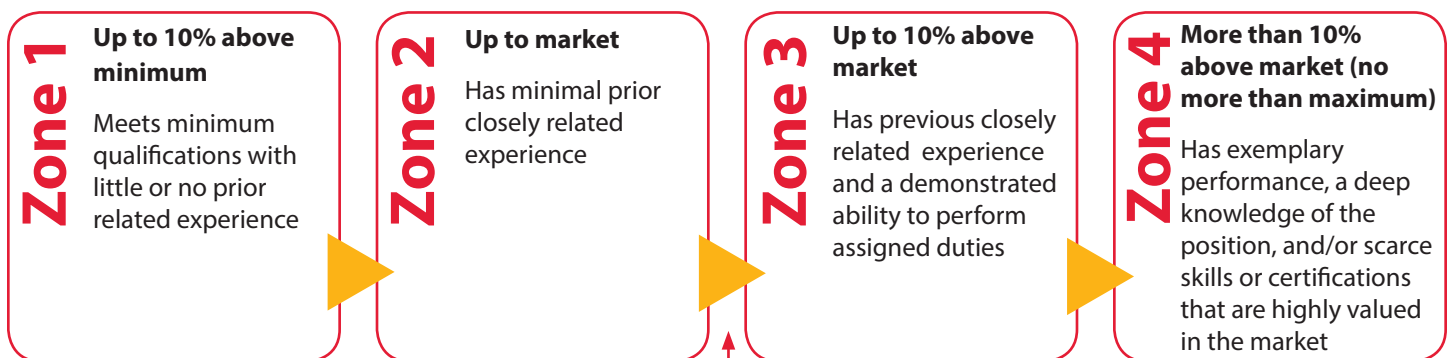 Zone 1
Up to 10% above
minimum
Meets minimum
qualifications with
little or no prior
related experience
Zone 2
Up to market
Has minimal prior
closely related
experience
Zone 3
Up to 10% above
market
Has previous closely
related experience
and a demonstrated
ability to perform
assigned duties
Zone 4
More than 10%
above market (no
more than maximum)
Has exemplary
performance, a deep
knowledge of the
position, and/or scarce
skills or certifications
that are highly valued
in the market